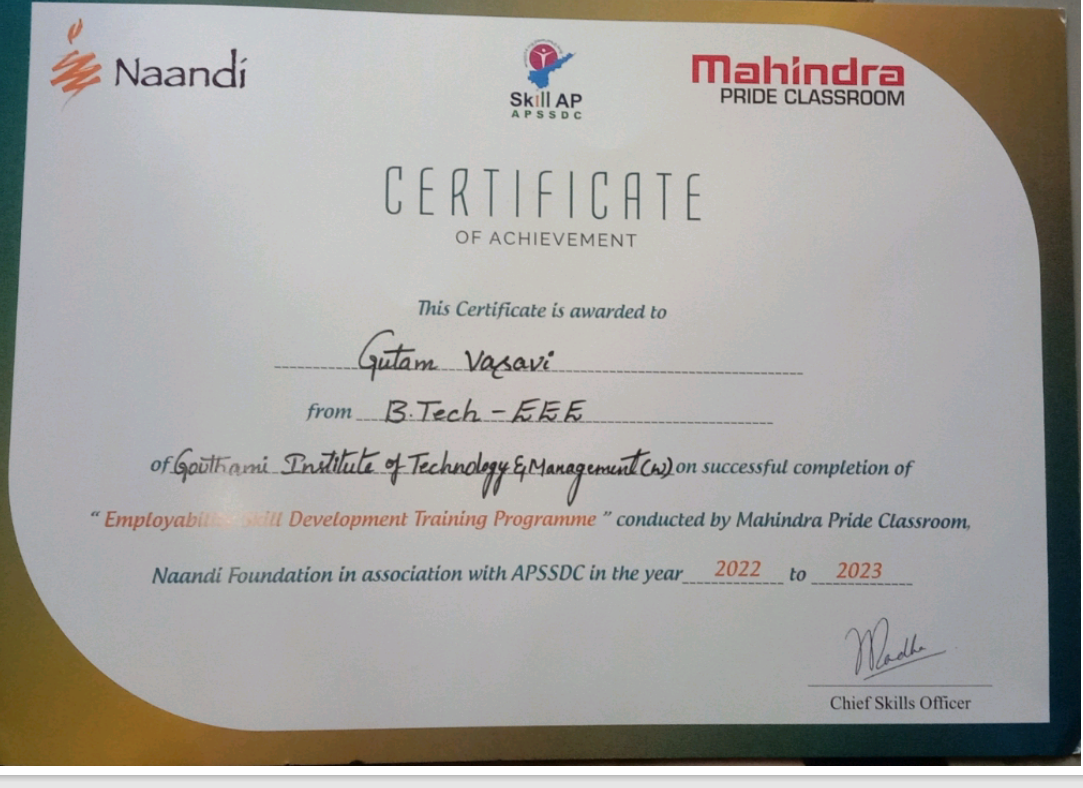 Naandi
Skill AP
APSSDC
Mahindra
PRIDE CLASSROOM
CERTIFICATE
OF ACHIEVEMENT
This Certificate is awarded to
Gutam Vasavi
from B.Tech - EEE
of Gouthami Institute of Technology & Management (w) on successful completion of
“ Employability Skill Development Training Programme ” conducted by Mahindra Pride Classroom,
Naandi Foundation in association with APSSDC in the year 2022 to 2023
Madha
Chief Skills Officer